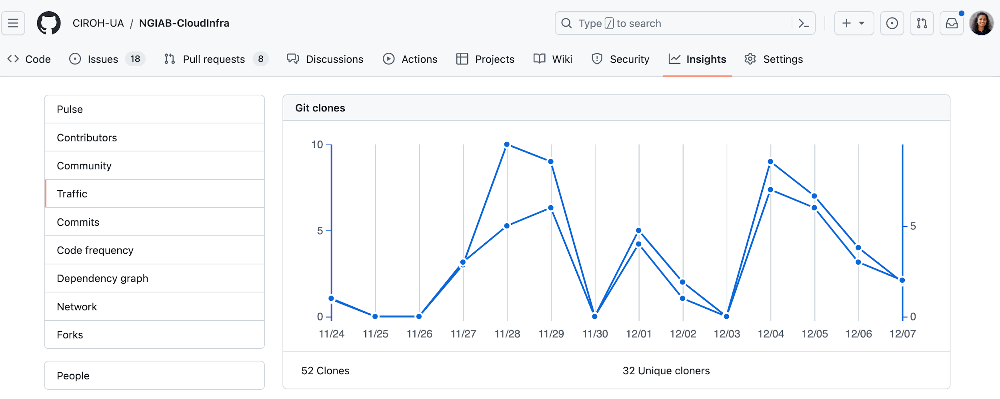 CIROH-UA / NGIAB-CloudInfra
Type / to search
Code
Issues 18
Pull requests 8
Discussions
Actions
Projects
Wiki
Security
Insights
Settings
Pulse
Contributors
Community
Traffic
Commits
Code frequency
Dependency graph
Network
Forks
People
Git clones
10
5
0
5
0
11/24 11/25 11/26 11/27 11/28 11/29 11/30 12/01 12/02 12/03 12/04 12/05 12/06 12/07
52 Clones
32 Unique cloners